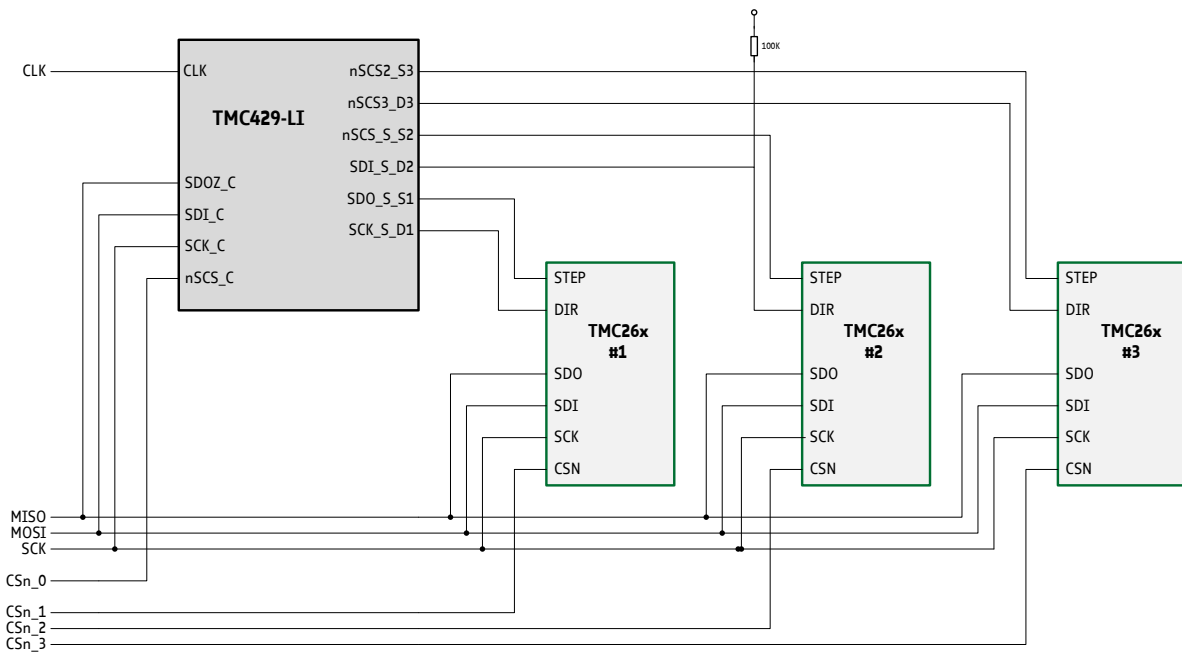 100K
CLK
CLK
nSCS2_S3
nSCS3_D3
TMC429-LI
nSCS_S_S2
SDI_S_D2
SDOZ_C
SDO_S_S1
SDI_C
SCK_S_D1
SCK_C
nSCS_C
STEP
DIR
TMC26x
#1
SDO
SDI
SCK
CSN
STEP
DIR
TMC26x
#2
SDO
SDI
SCK
CSN
STEP
DIR
TMC26x
#3
SDO
SDI
SCK
CSN
MISO
MOSI
SCK
CSn_0
CSn_1
CSn_2
CSn_3